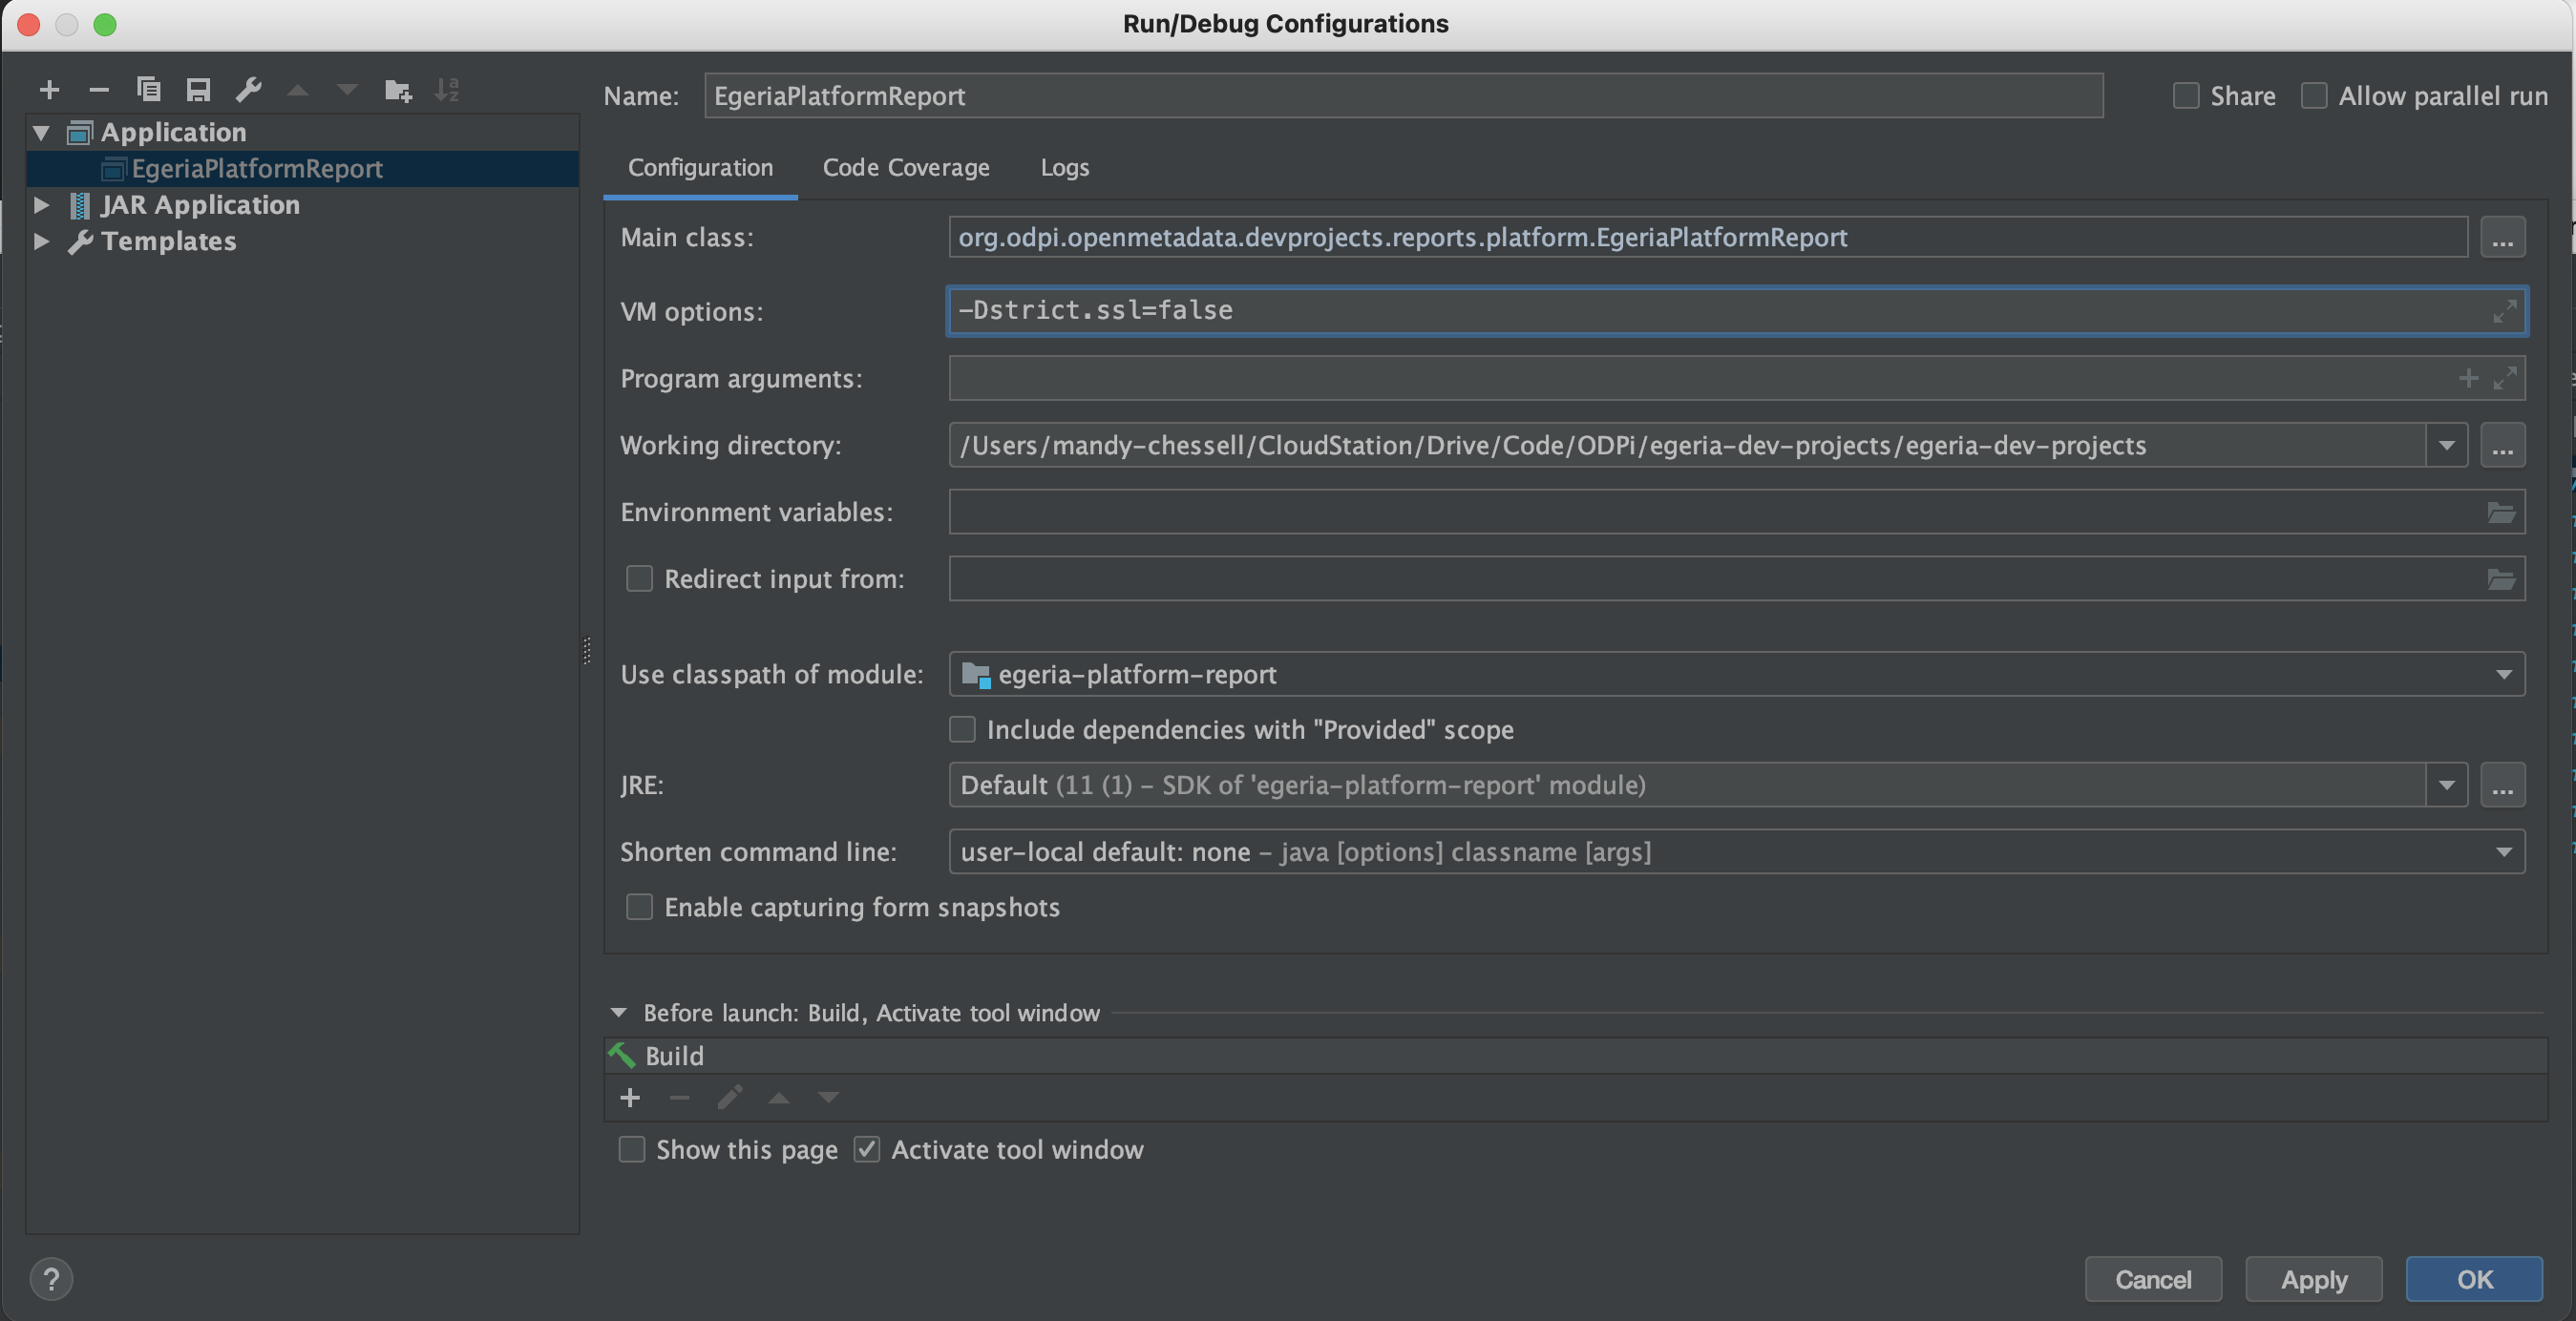 Run/Debug Configurations
Name: EgeriaPlatformReport Share Allow parallel run
Application
EgeriaPlatformReport
JAR Application
Templates
Configuration Code Coverage Logs
Main class: org.odpi.openmetadata.devprojects.reports.platform.EgeriaPlatformReport ...
VM options: -Dstrict.ssl=false
Program arguments:
Working directory: /Users/mandy-chessell/CloudStation/Drive/Code/ODPi/egeria-dev-projects/egeria-dev-projects ...
Environment variables:
Redirect input from:
Use classpath of module: egeria-platform-report
Include dependencies with "Provided" scope
JRE: Default (11 (1) - SDK of 'egeria-platform-report' module) ...
Shorten command line: user-local default: none - java [options] classname [args]
Enable capturing form snapshots
Before launch: Build, Activate tool window
Build
Show this page Activate tool window
? Cancel Apply OK